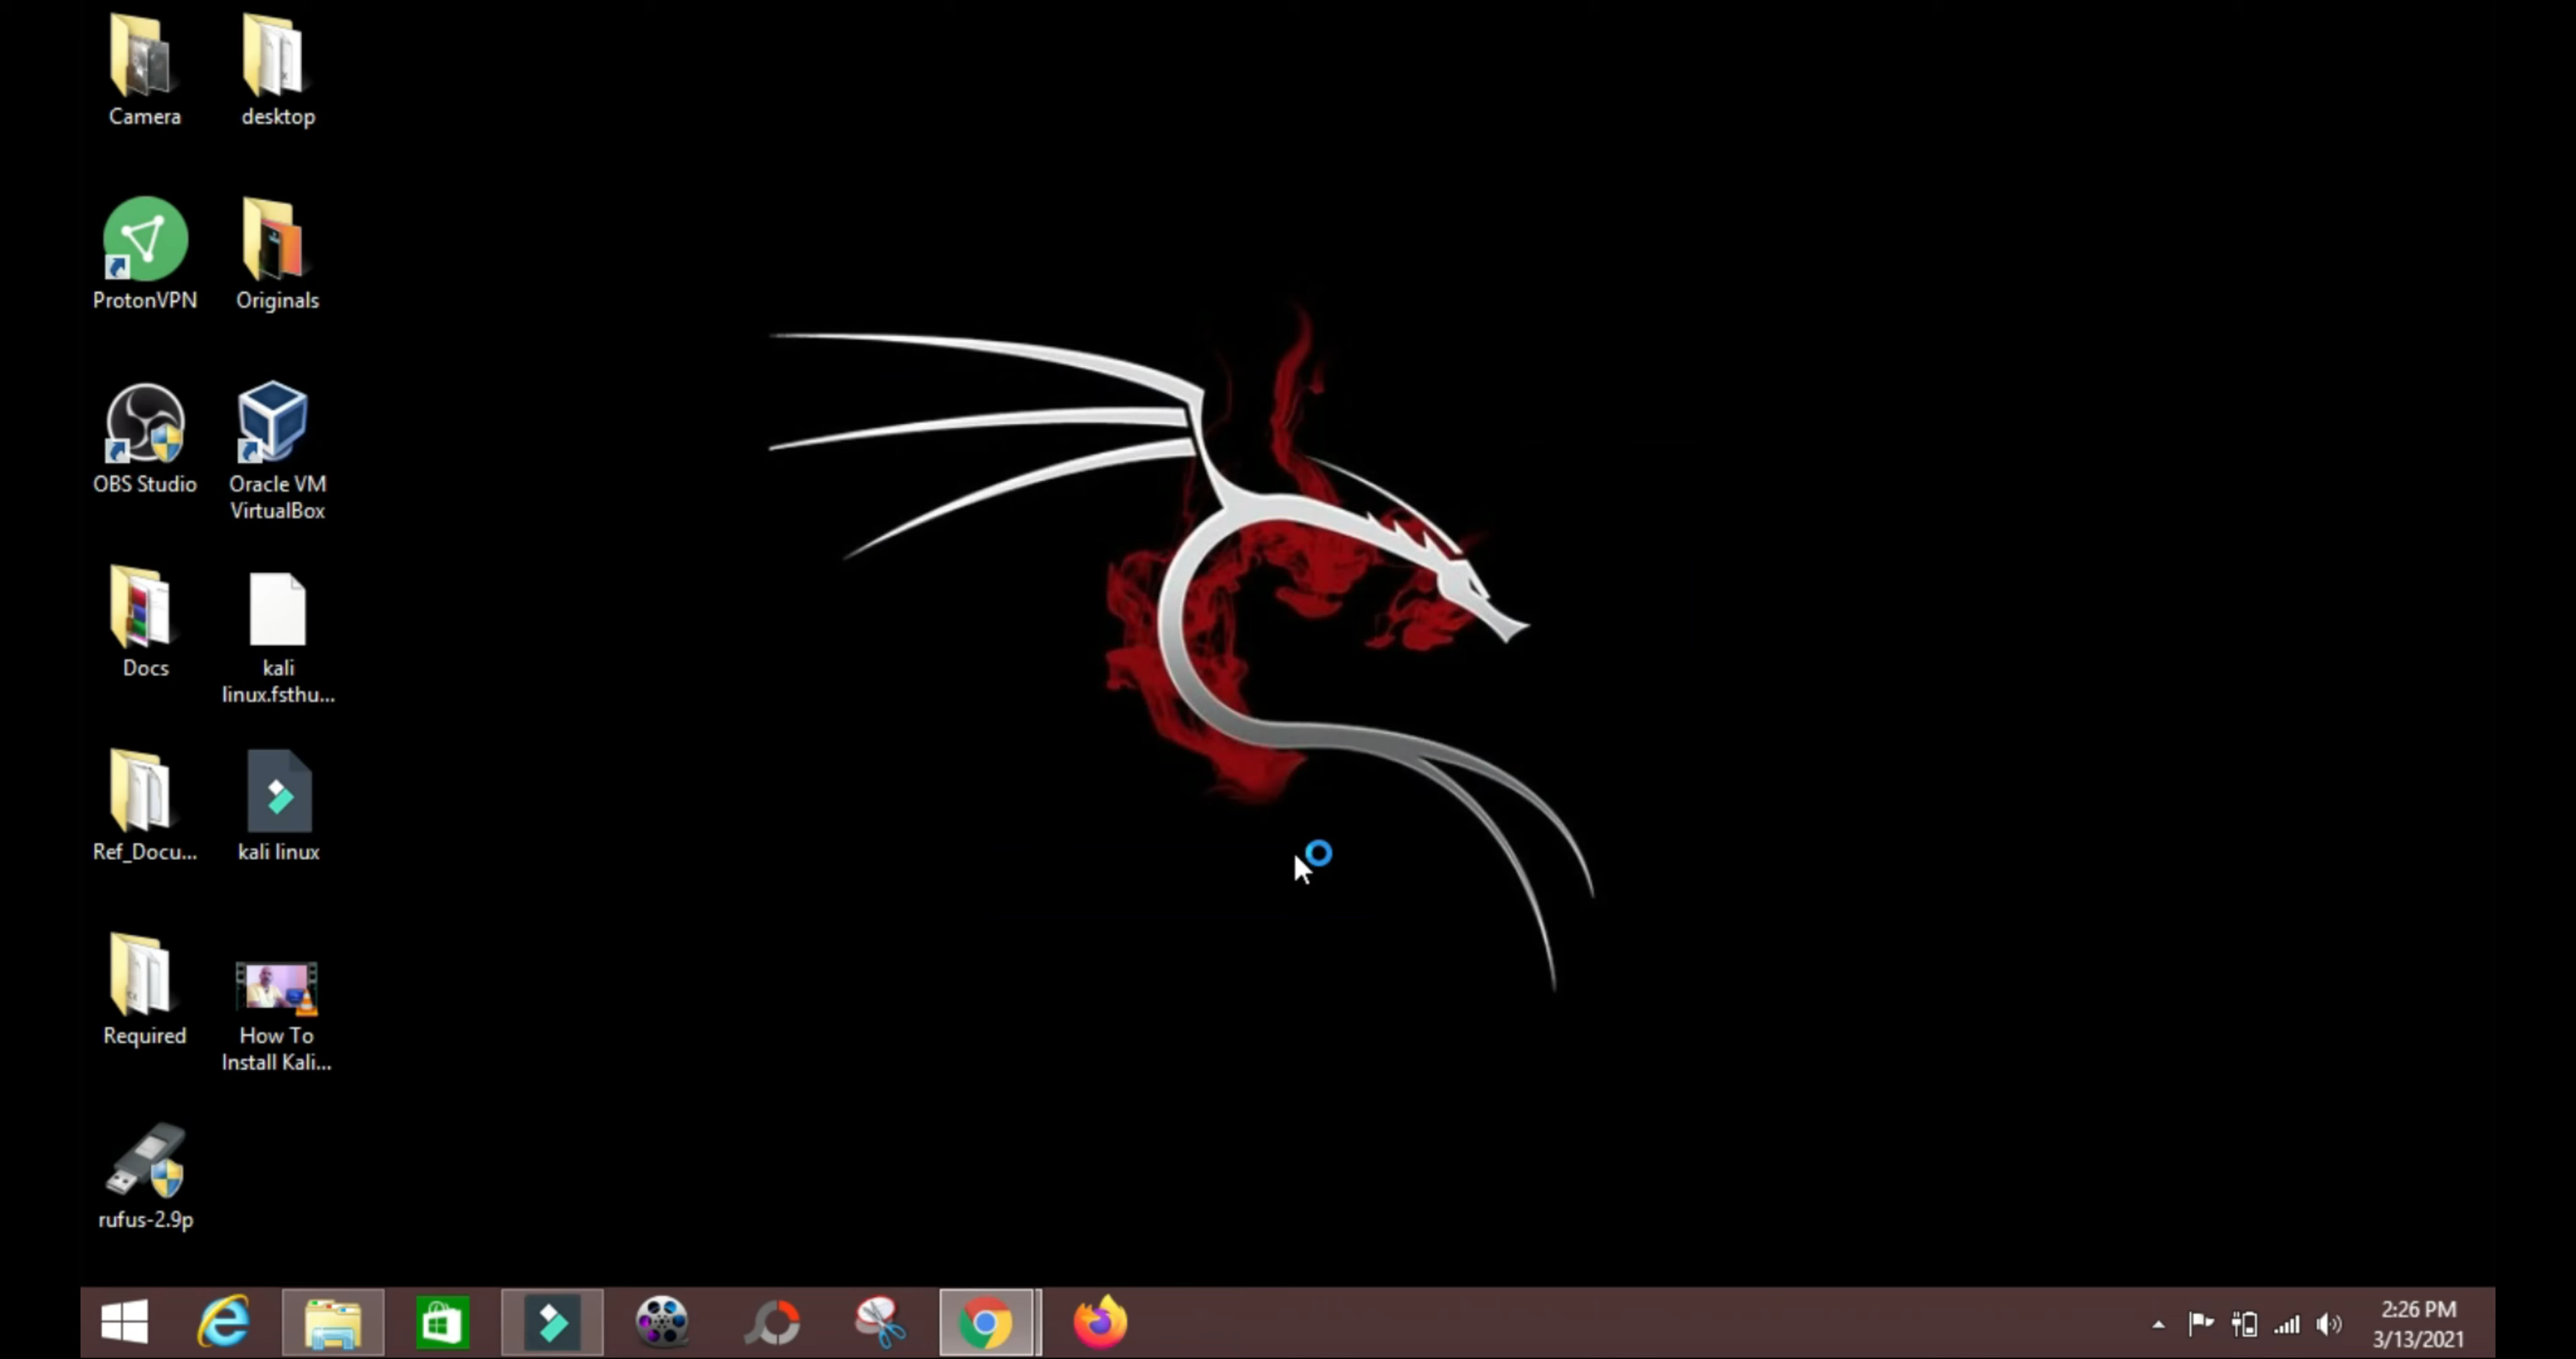 Camera
desktop
ProtonVPN
Originals
OBS Studio
Oracle VM
VirtualBox
Docs
kali
linux.fsthu...
Ref_Docu...
kali linux
Required
How To
Install Kali...
rufus-2.9p
2:26 PM
3/13/2021